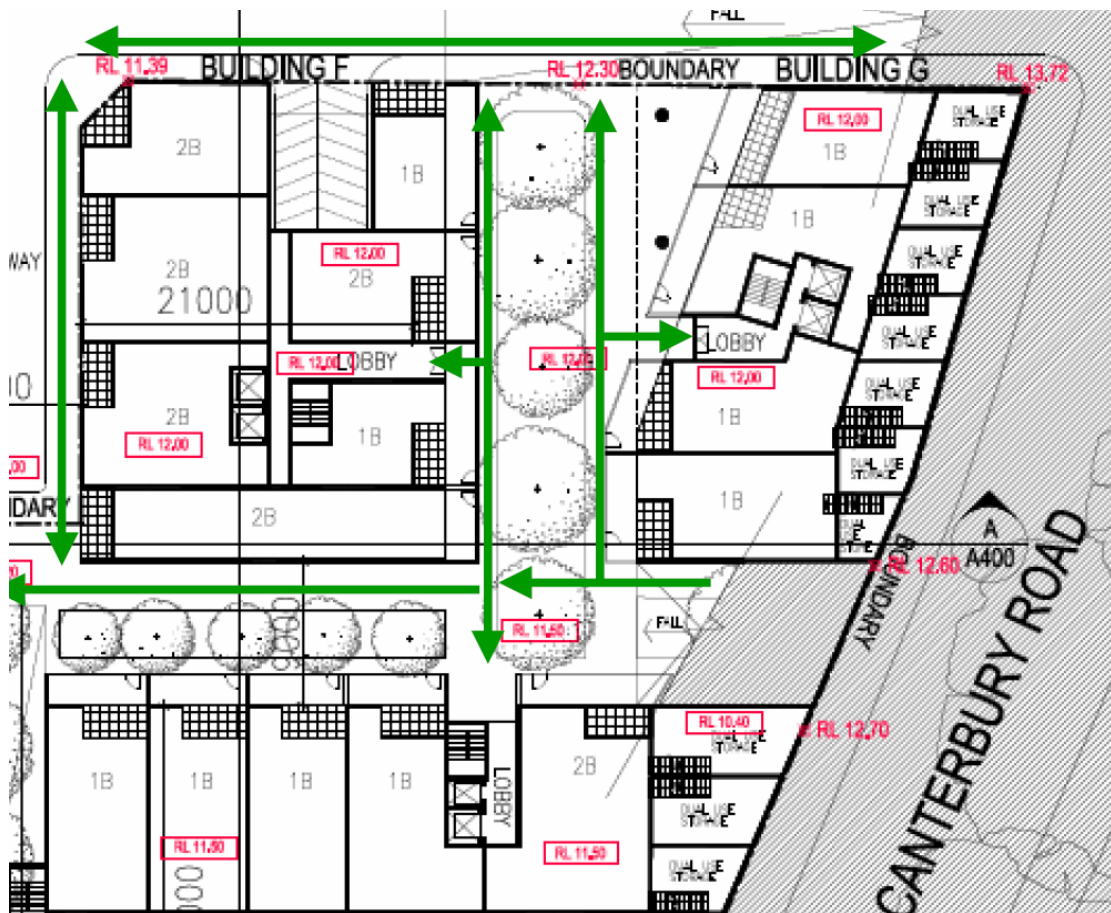 FALL
BUILDING F
BOUNDARY
BUILDING G
RL 11.39
RL 12.30
RL 13.72
DUAL USE
STORAGE
2B
1B
RL 12.00
1B
DUAL USE
STORAGE
1B
WAY
2B
21000
RL 12.00
2B
DUAL USE
STORAGE
RL 12.00
LOBBY
LOBBY
DUAL USE
STORAGE
RL 12.00
2B
RL 12.00
1B
1B
DUAL USE
STORAGE
DUAL USE
STORAGE
NDARY
2B
1B
DUAL USE
STORAGE
A
A400
RL 12.60
BOUNDARY
CANTERBURY ROAD
RL 11.50
FALL
RL 10.40
DUAL USE
STORAGE
RL 12.70
1B
1B
1B
1B
LOBBY
2B
DUAL USE
STORAGE
RL 11.50
DUAL USE
STORAGE